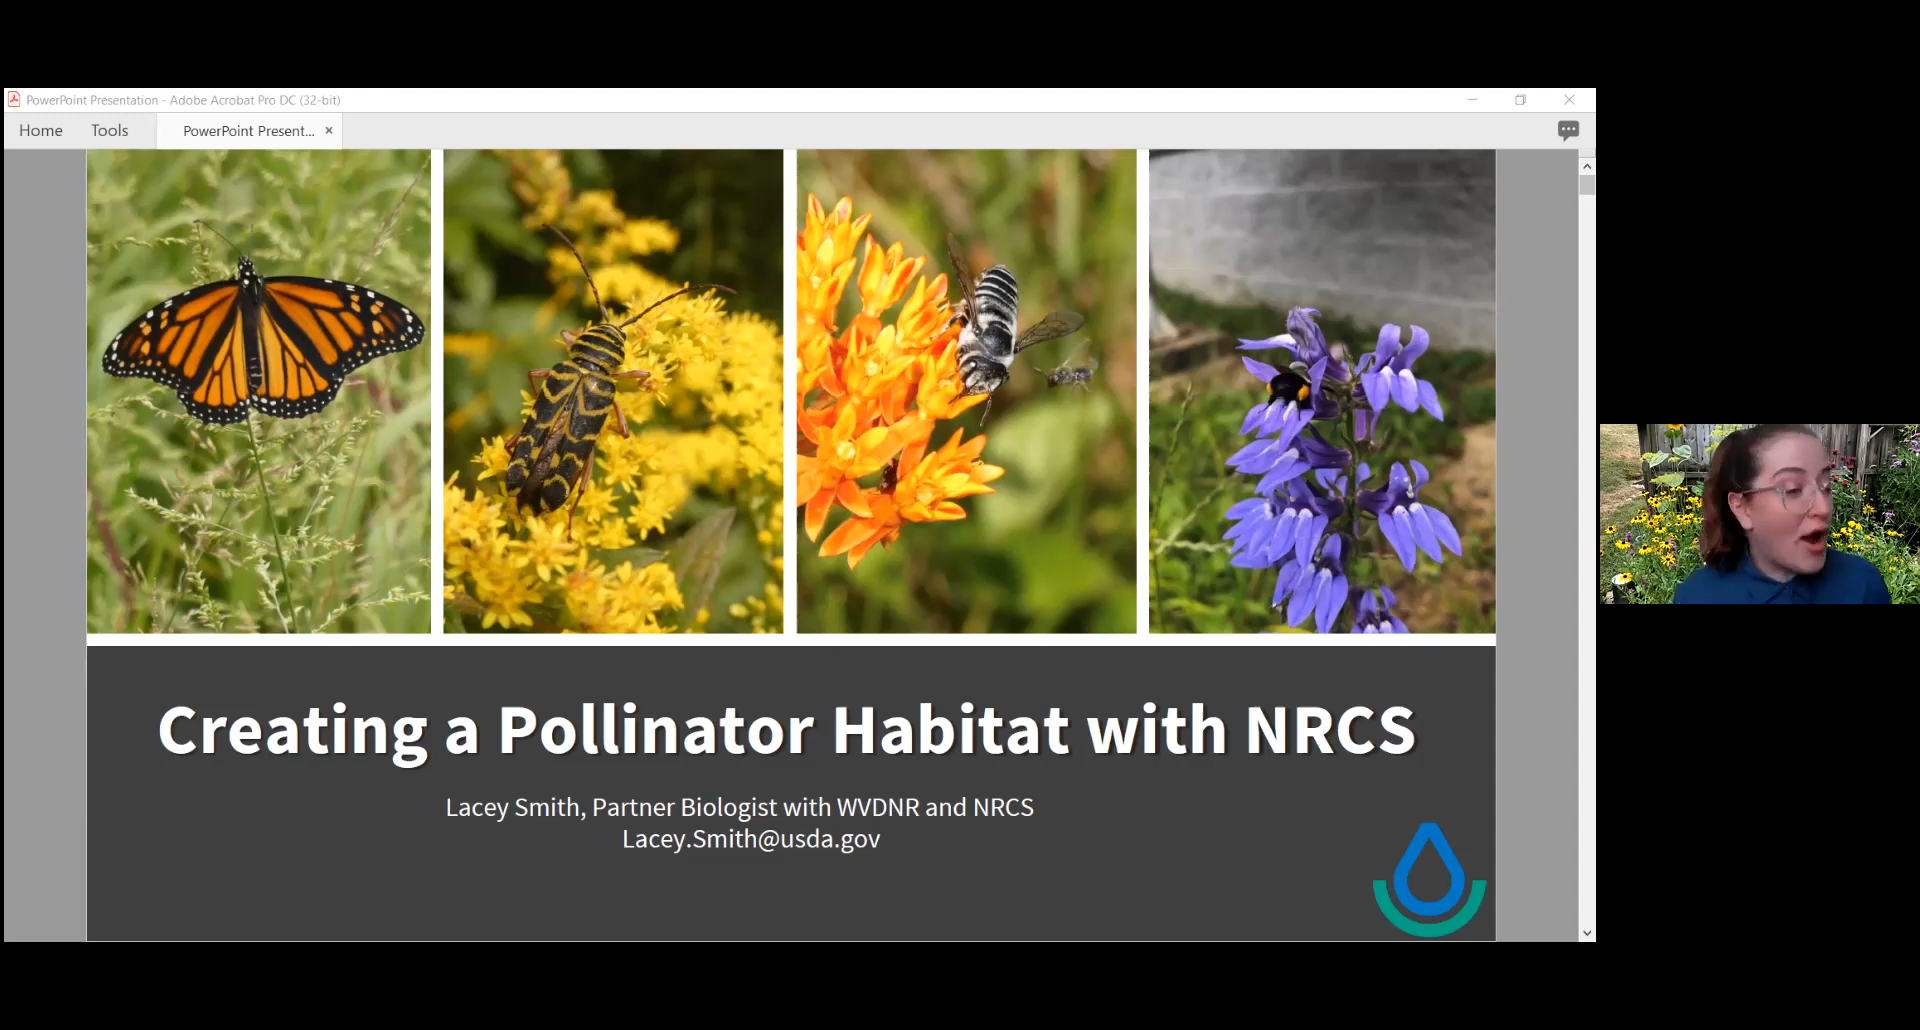 PowerPoint Presentation - Adobe Acrobat Pro DC (32-bit)
Home Tools PowerPoint Present... ×
Creating a Pollinator Habitat with NRCS
Lacey Smith, Partner Biologist with WVDNR and NRCS
Lacey.Smith@usda.gov